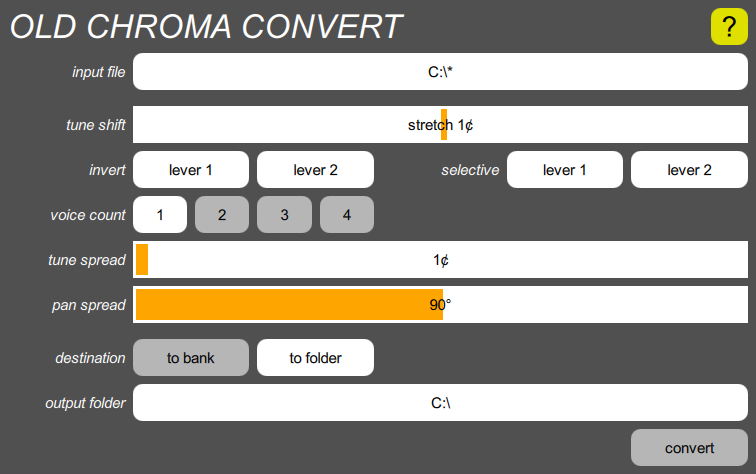 OLD CHROMA CONVERT ?
input file C:\*
tune shift stretch 1¢
invert lever 1 lever 2 selective lever 1 lever 2
voice count 1 2 3 4
tune spread 1¢
pan spread 90°
destination to bank to folder
output folder C:\
convert